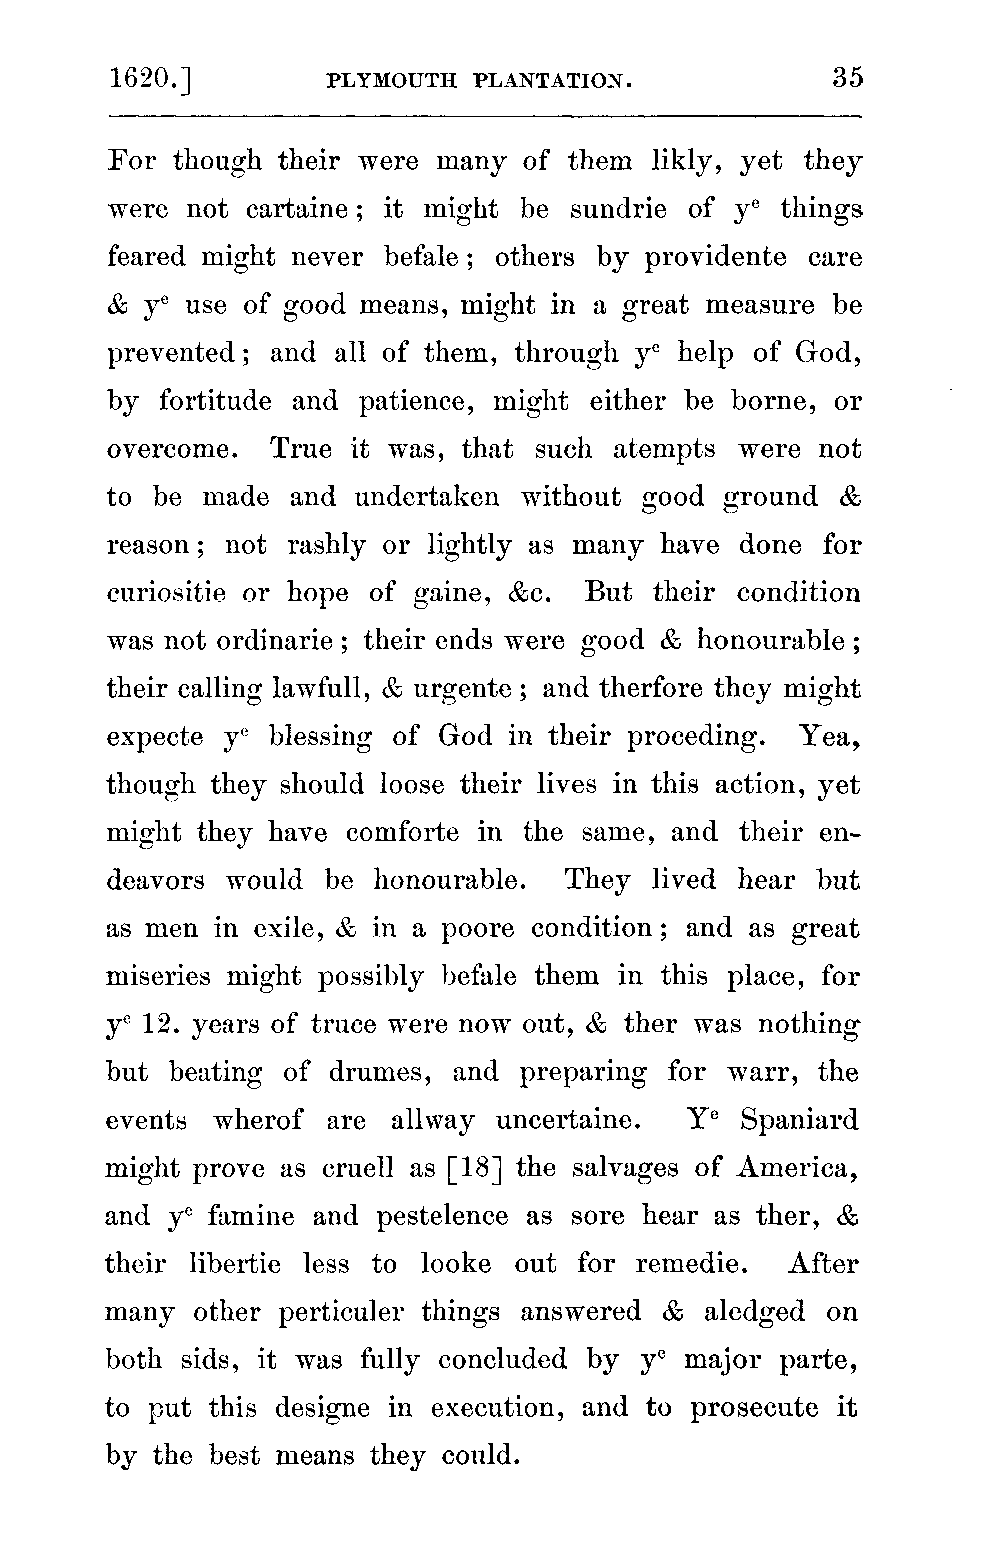 1620.] PLYMOUTH PLANTATION. 35
For though their were many of them likly, yet they
were not cartaine; it might be sundrie of yᵉ things
feared might never befale; others by providente care
& yᵉ use of good means, might in a great measure be
prevented; and all of them, through yᵉ help of God,
by fortitude and patience, might either be borne, or
overcome. True it was, that such atempts were not
to be made and undertaken without good ground &
reason; not rashly or lightly as many have done for
curiositie or hope of gaine, &c. But their condition
was not ordinarie; their ends were good & honourable;
their calling lawfull, & urgente; and therfore they might
expecte yᵉ blessing of God in their proceding. Yea,
though they should loose their lives in this action, yet
might they have comforte in the same, and their en-
deavors would be honourable. They lived hear but
as men in exile, & in a poore condition; and as great
miseries might possibly befale them in this place, for
yᵉ 12. years of truce were now out, & ther was nothing
but beating of drumes, and preparing for warr, the
events wherof are allway uncertaine. Yᵉ Spaniard
might prove as cruell as [18] the salvages of America,
and yᵉ famine and pestelence as sore hear as ther, &
their libertie less to looke out for remedie. After
many other perticuler things answered & aledged on
both sids, it was fully concluded by yᵉ major parte,
to put this designe in execution, and to prosecute it
by the best means they could.